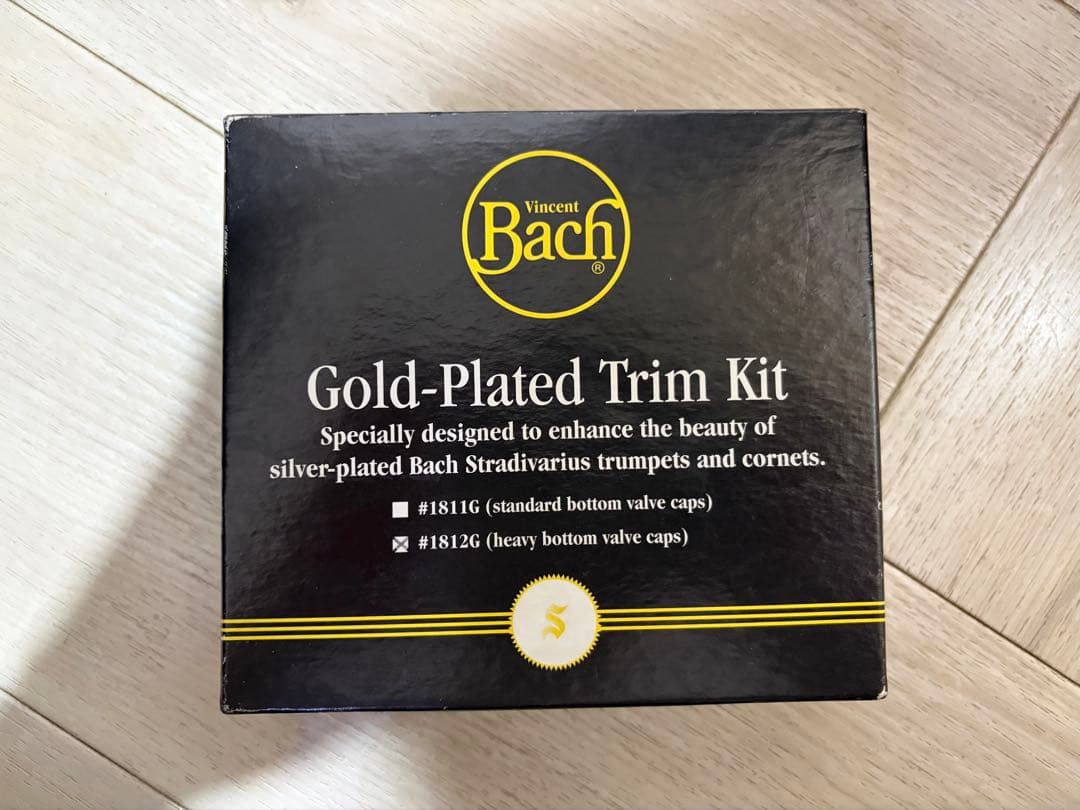 Vincent
Bach
®
Gold-Plated Trim Kit
Specially designed to enhance the beauty of
silver-plated Bach Stradivarius trumpets and cornets.
☐ #1811G (standard bottom valve caps)
☒ #1812G (heavy bottom valve caps)
S